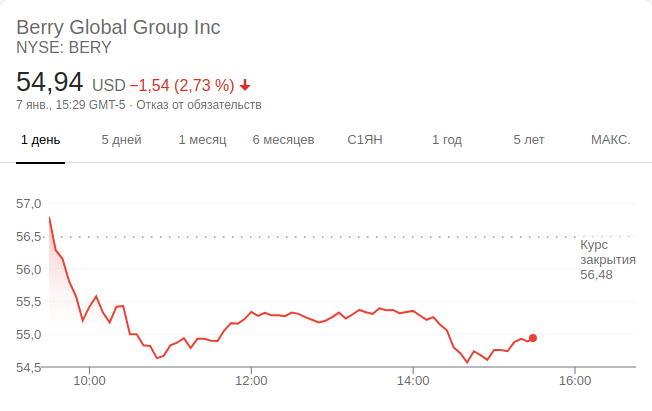 Berry Global Group Inc
NYSE: BERY
54,94 USD −1,54 (2,73 %)
7 янв., 15:29 GMT-5 · Отказ от обязательств
1 день 5 дней 1 месяц 6 месяцев С1ЯН 1 год 5 лет МАКС.
57,0
56,5
Курс
закрытия
56,48
56,0
55,5
55,0
54,5
10:00 12:00 14:00 16:00